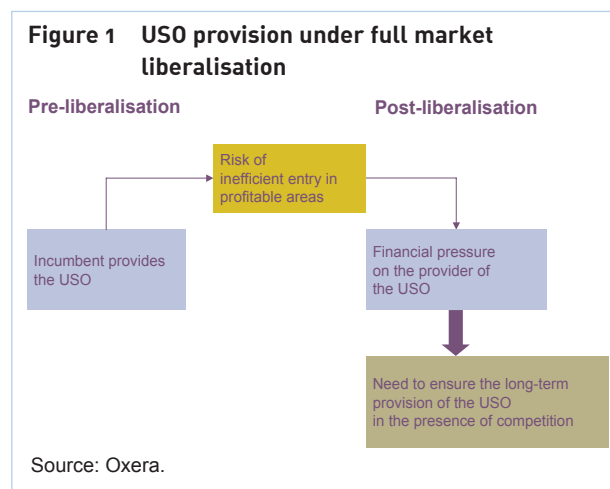 Figure 1 USO provision under full market
liberalisation
Pre-liberalisation
Post-liberalisation
Risk of
inefficient entry in
profitable areas
Incumbent provides
the USO
Financial pressure
on the provider of
the USO
Need to ensure the long-term
provision of the USO
in the presence of competition
Source: Oxera.